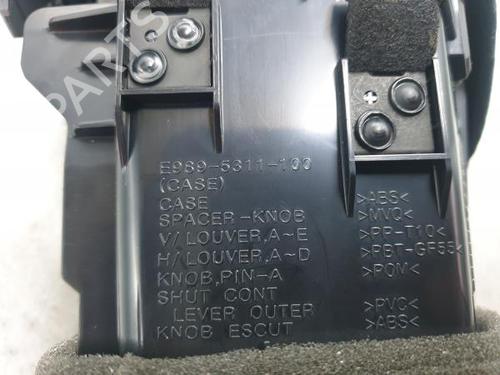 E989-5311-100
(CASE)
CASE >ABS<
SPACER-KNOB >MVQ<
V/LOUVER,A~E >PP-T10<
H/LOUVER,A~D >PBT-GF55<
KNOB,PIN-A >POM<
SHUT CONT
LEVER OUTER >PVC<
KNOB ESCUT >ABS<